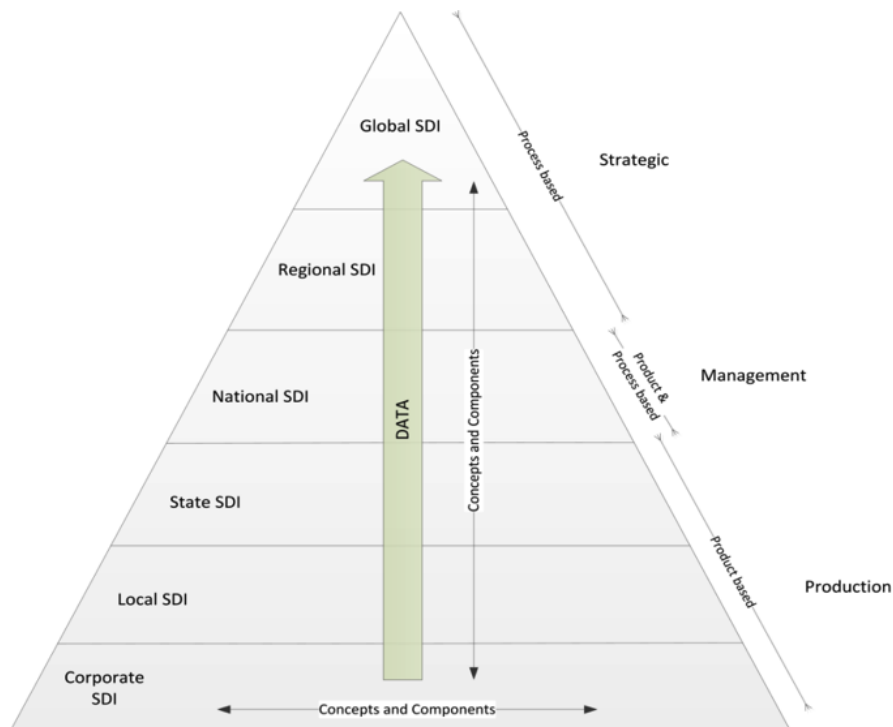 Global SDI
Process based
Strategic
Regional SDI
National SDI
DATA
Concepts and Components
Product &
Process based
Management
State SDI
Local SDI
Product based
Production
Corporate
SDI
Concepts and Components